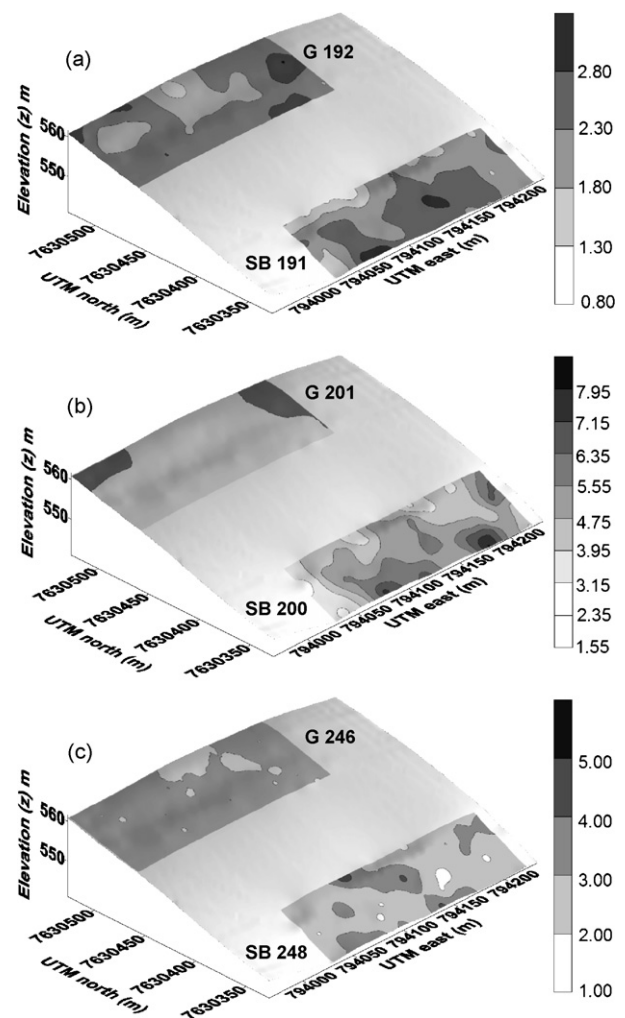 (a)
G 192
SB 191
Elevation (z) m
560
550
UTM north (m)
7630500
7630450
7630400
7630350
UTM east (m)
794000
794050
794100
794150
794200
2.80
2.30
1.80
1.30
0.80
(b)
G 201
SB 200
Elevation (z) m
560
550
UTM north (m)
7630500
7630450
7630400
7630350
UTM east (m)
794000
794050
794100
794150
794200
7.95
7.15
6.35
5.55
4.75
3.95
3.15
2.35
1.55
(c)
G 246
SB 248
Elevation (z) m
560
550
UTM north (m)
7630500
7630450
7630400
7630350
UTM east (m)
794000
794050
794100
794150
794200
5.00
4.00
3.00
2.00
1.00